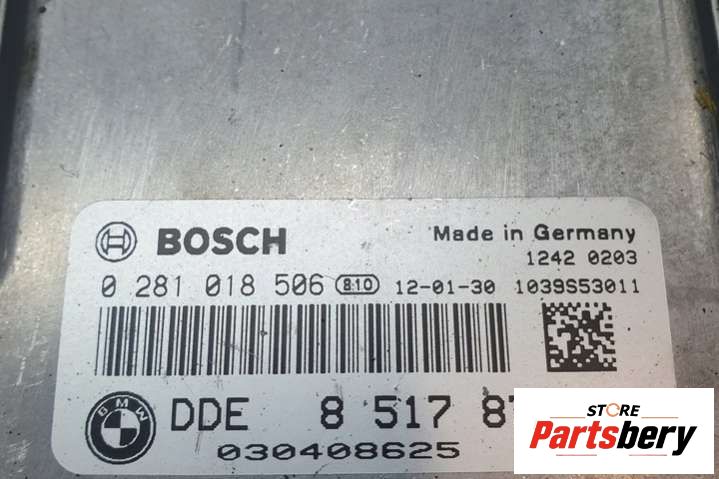 BOSCH
Made in Germany
1242 0203
0 281 018 506 810 12-01-30 1039S53011
BMW
DDE 8 517 8
030408625
STORE
Partsbery